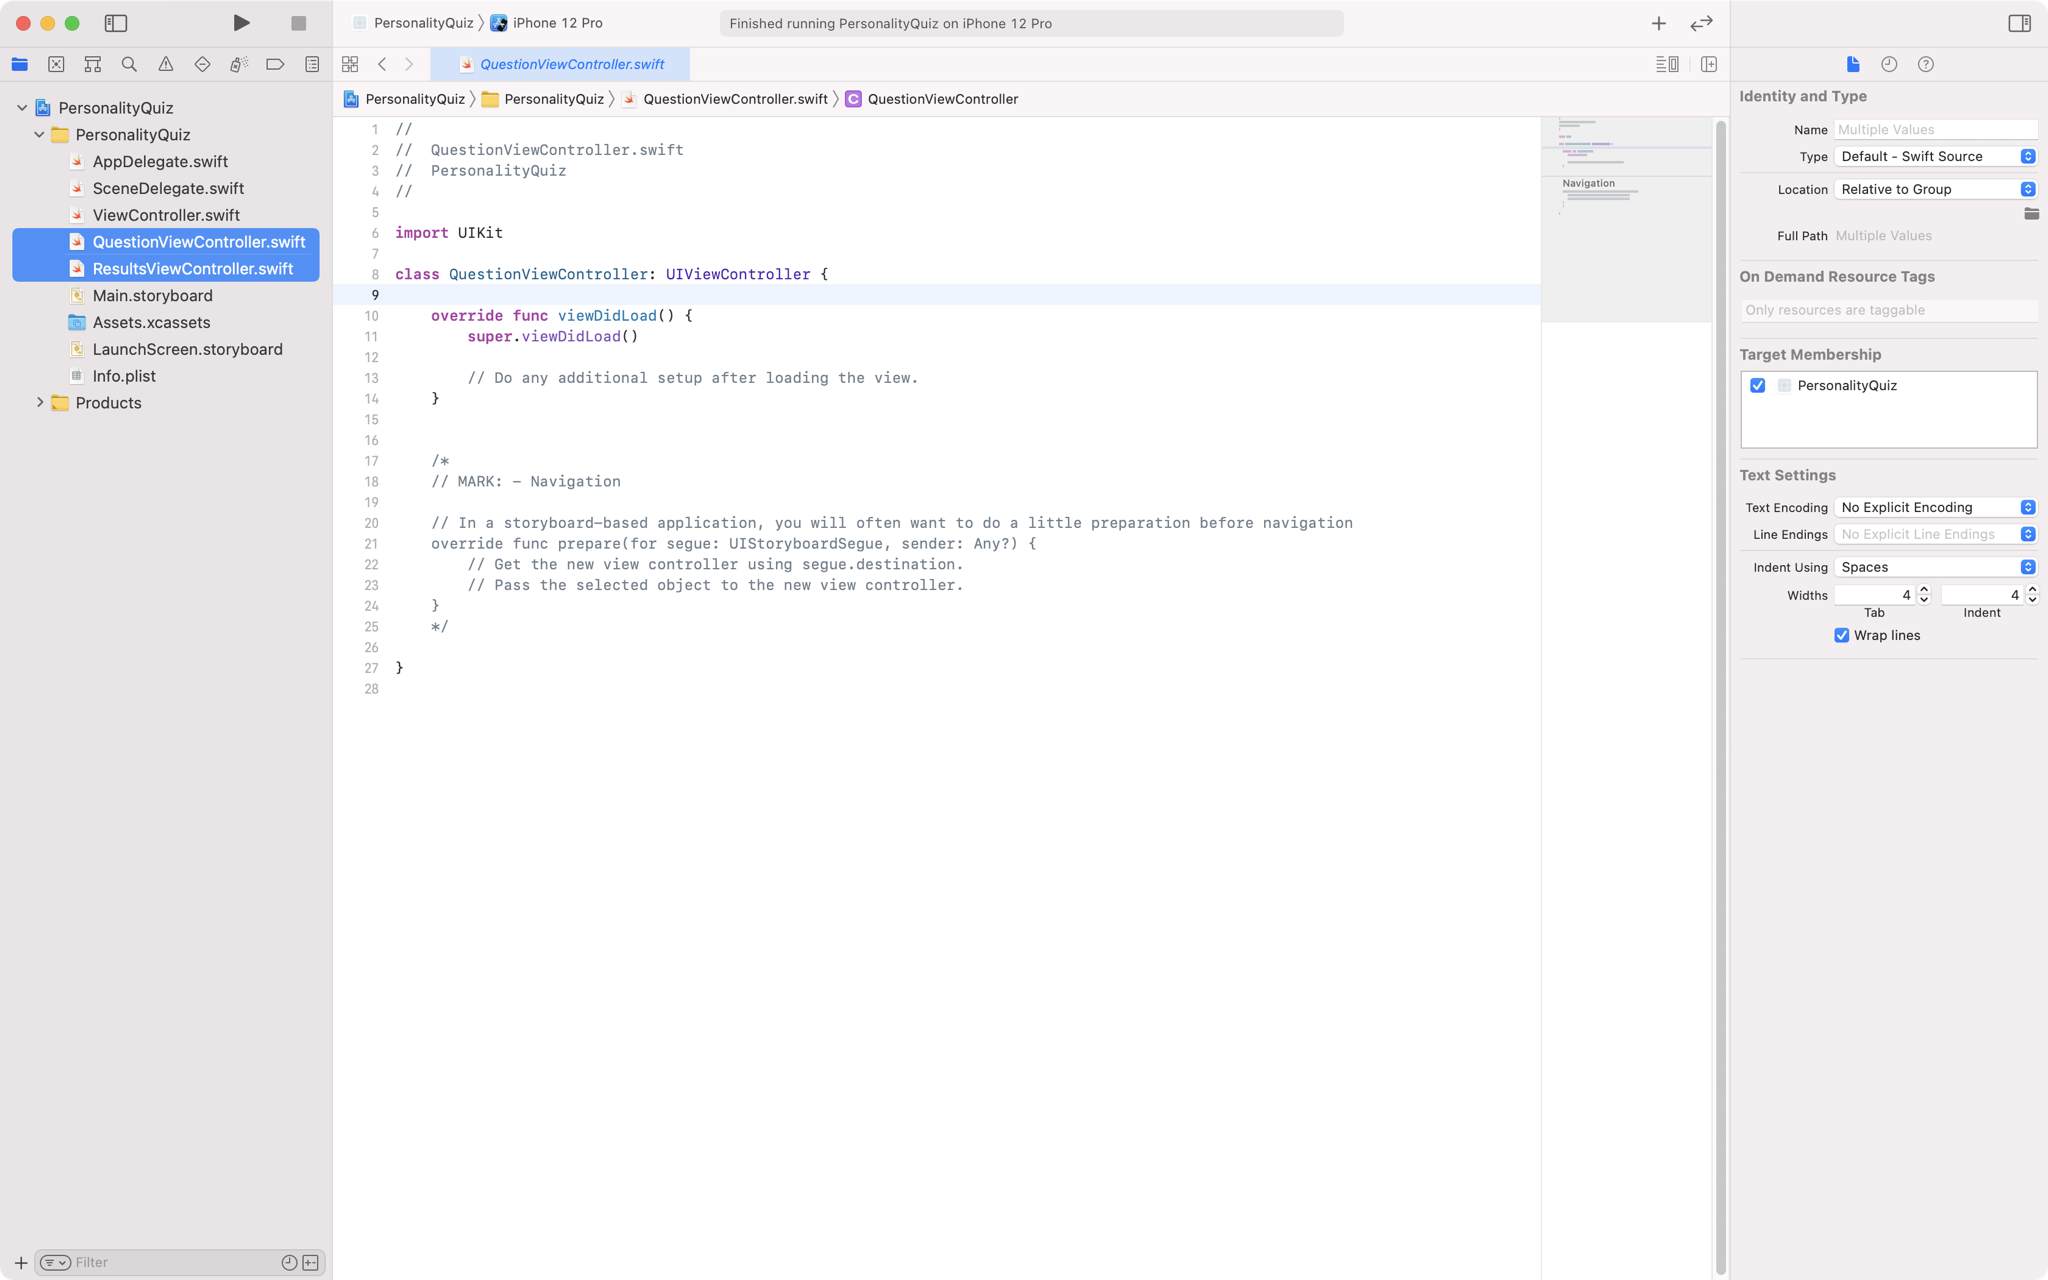 PersonalityQuiz
iPhone 12 Pro
Finished running PersonalityQuiz on iPhone 12 Pro
QuestionViewController.swift
PersonalityQuiz
PersonalityQuiz
QuestionViewController.swift
C
QuestionViewController
PersonalityQuiz
PersonalityQuiz
AppDelegate.swift
SceneDelegate.swift
ViewController.swift
QuestionViewController.swift
ResultsViewController.swift
Main.storyboard
Assets.xcassets
LaunchScreen.storyboard
Info.plist
Products
Filter
1 //
2 //  QuestionViewController.swift
3 //  PersonalityQuiz
4 //
5
6 import UIKit
7
8 class QuestionViewController: UIViewController {
9
10     override func viewDidLoad() {
11         super.viewDidLoad()
12
13         // Do any additional setup after loading the view.
14     }
15
16
17     /*
18     // MARK: - Navigation
19
20     // In a storyboard-based application, you will often want to do a little preparation before navigation
21     override func prepare(for segue: UIStoryboardSegue, sender: Any?) {
22         // Get the new view controller using segue.destination.
23         // Pass the selected object to the new view controller.
24     }
25     */
26
27 }
28
Navigation
Identity and Type
Name Multiple Values
Type Default - Swift Source
Location Relative to Group
Full Path Multiple Values
On Demand Resource Tags
Only resources are taggable
Target Membership
PersonalityQuiz
Text Settings
Text Encoding No Explicit Encoding
Line Endings No Explicit Line Endings
Indent Using Spaces
Widths 4 4
Tab Indent
Wrap lines